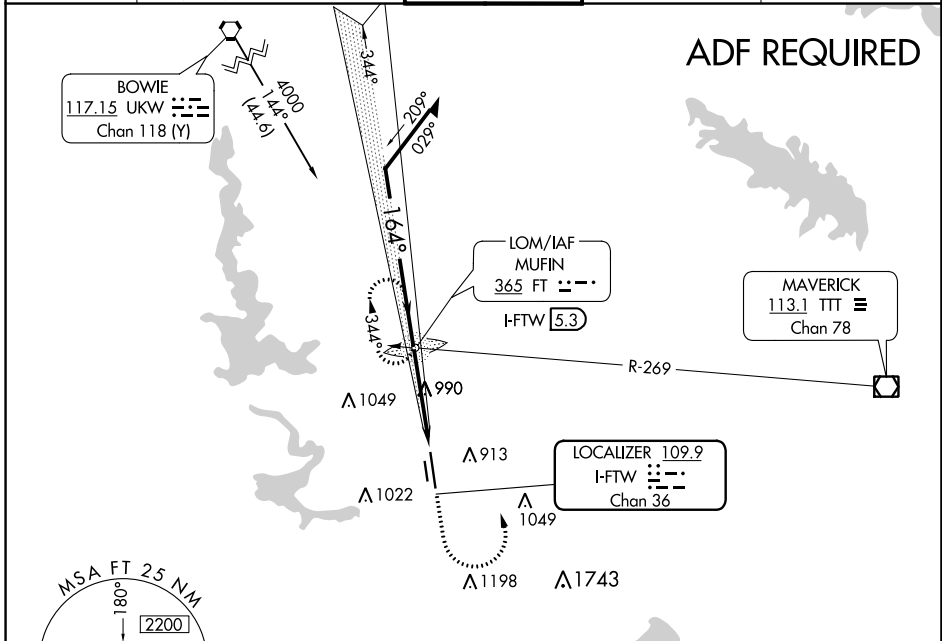 ADF REQUIRED
BOWIE
117.15 UKW
Chan 118 (Y)
4000
144°
(44.6)
344°
209°
029°
164°
LOM/IAF
MUFIN
365 FT
I-FTW 5.3
MAVERICK
113.1 TTT
Chan 78
344°
R-269
1049
990
913
1022
LOCALIZER 109.9
I-FTW
Chan 36
1049
1198
1743
MSA FT 25 NM
180°
2200